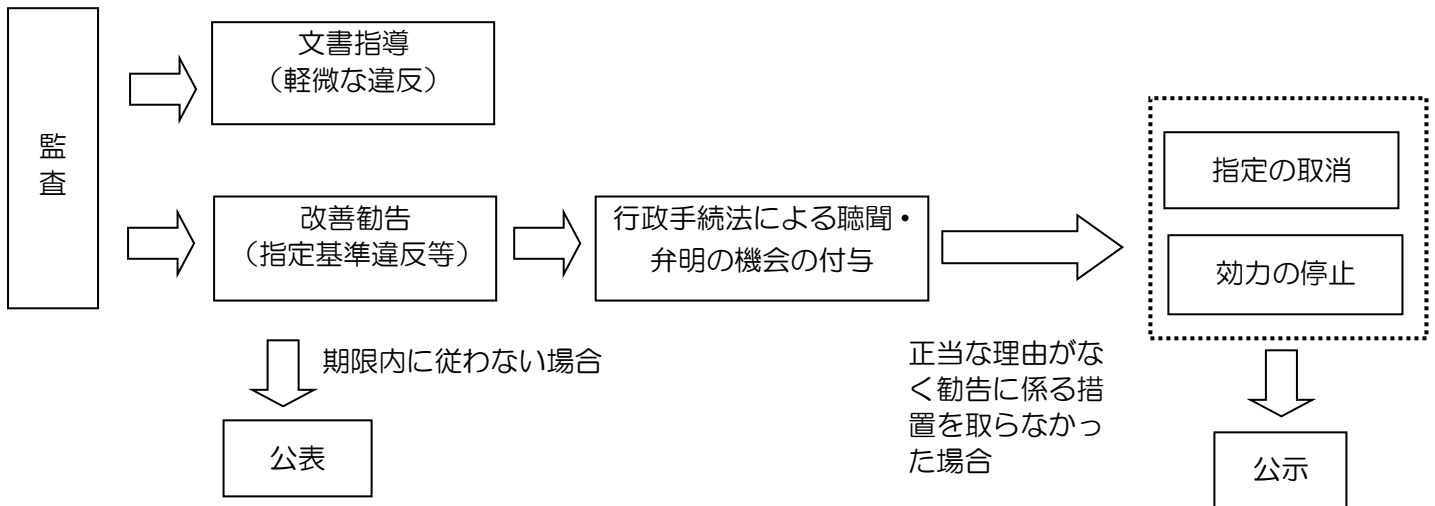 監
査
文書指導
（軽微な違反）
改善勧告
（指定基準違反等）
行政手続法による聴聞・
弁明の機会の付与
指定の取消
効力の停止
期限内に従わない場合
正当な理由がな
く勧告に係る措
置を取らなかっ
た場合
公表
公示